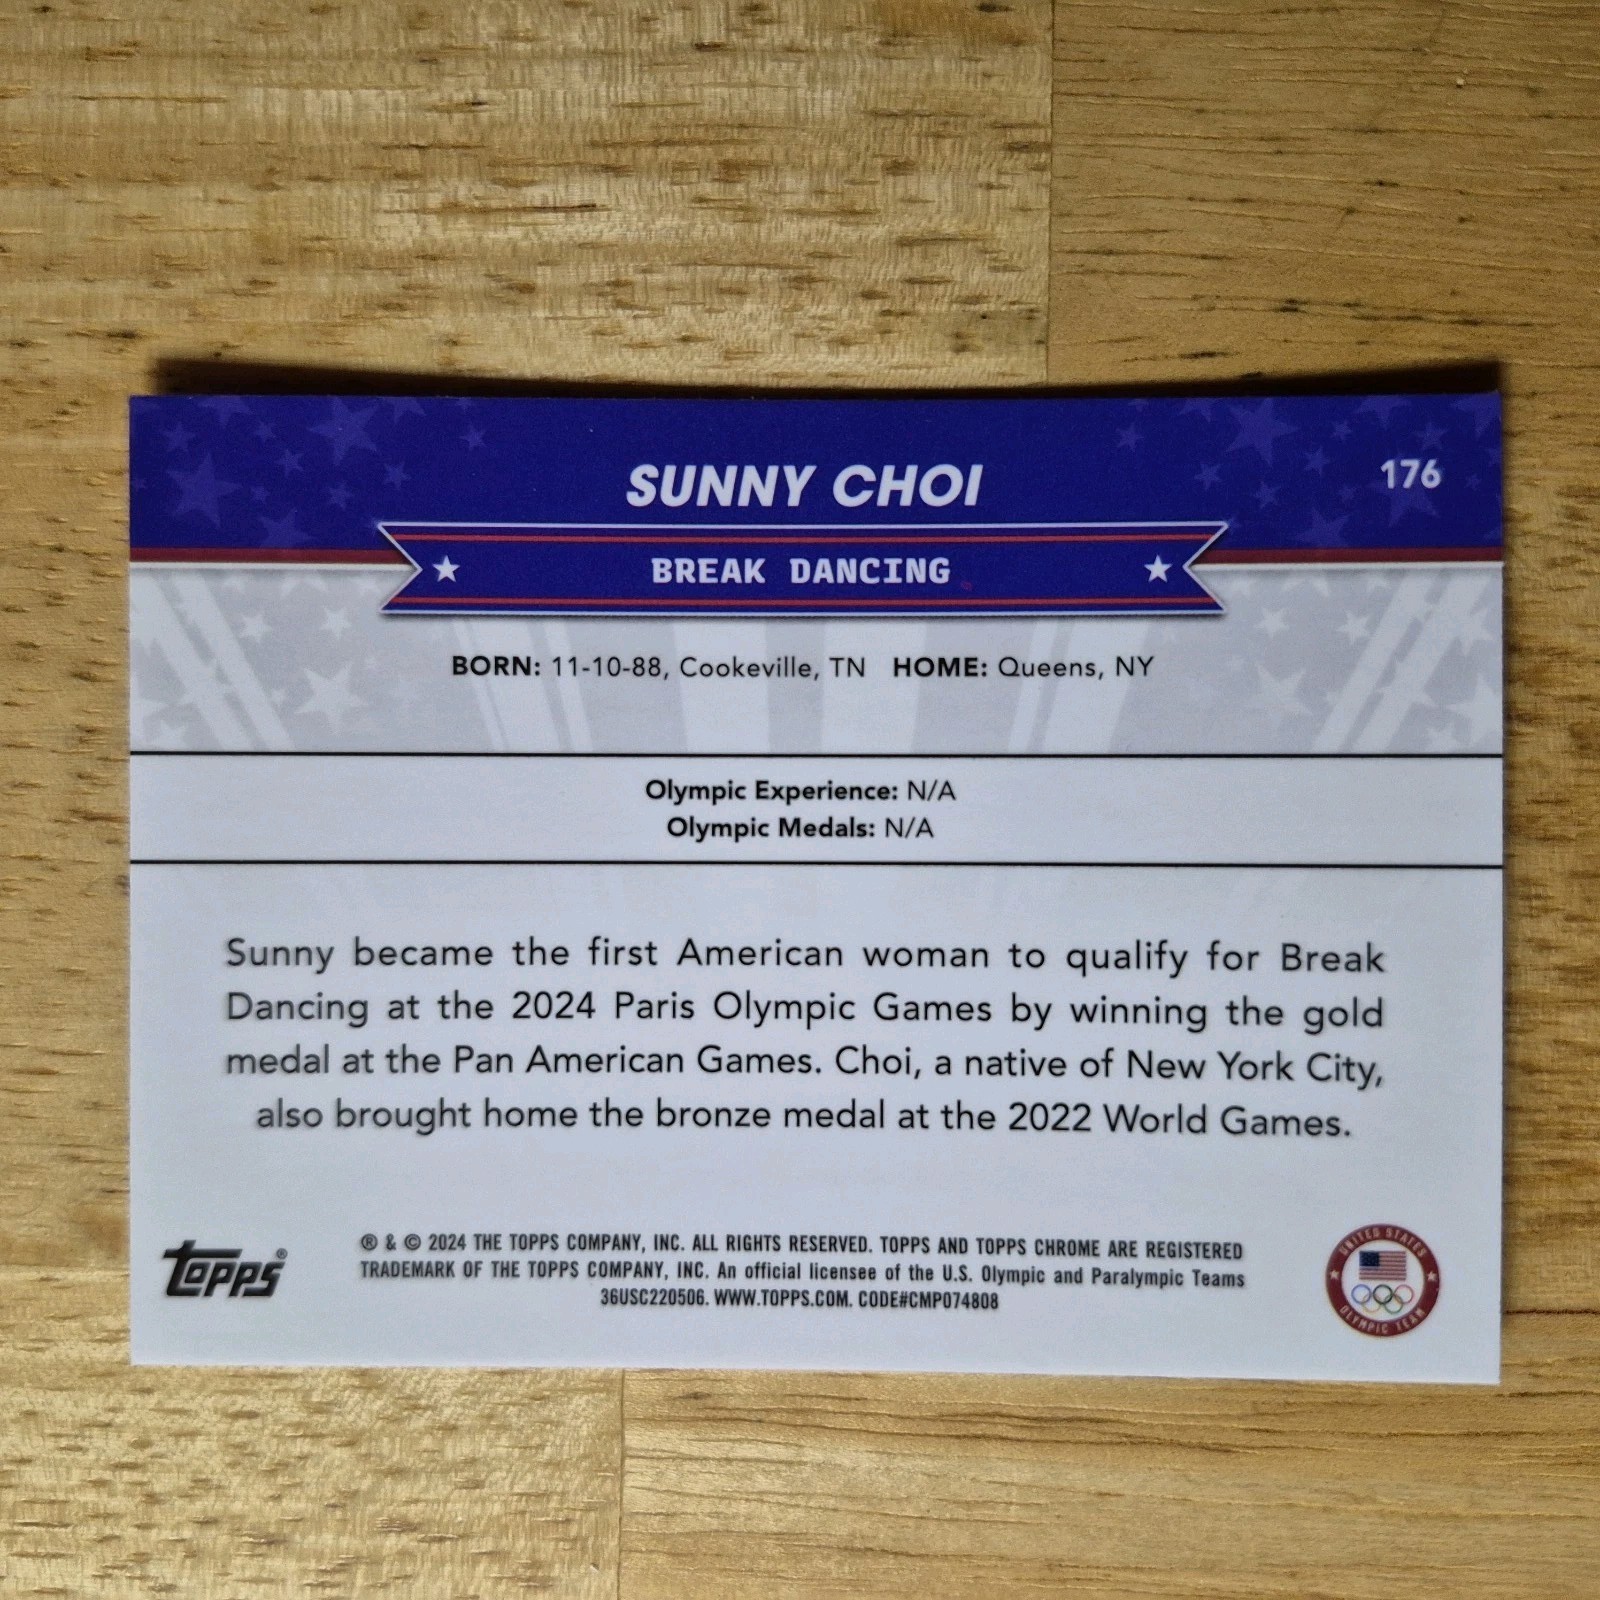 SUNNY CHOI
176
BREAK DANCING
BORN: 11-10-88, Cookeville, TN HOME: Queens, NY
Olympic Experience: N/A
Olympic Medals: N/A
Sunny became the first American woman to qualify for Break
Dancing at the 2024 Paris Olympic Games by winning the gold
medal at the Pan American Games. Choi, a native of New York City,
also brought home the bronze medal at the 2022 World Games.
Topps®
® & © 2024 THE TOPPS COMPANY, INC. ALL RIGHTS RESERVED. TOPPS AND TOPPS CHROME ARE REGISTERED
TRADEMARK OF THE TOPPS COMPANY, INC. An official licensee of the U.S. Olympic and Paralympic Teams
36USC220506. WWW.TOPPS.COM. CODE#CMP074808
UNITED STATES
OLYMPIC TEAM